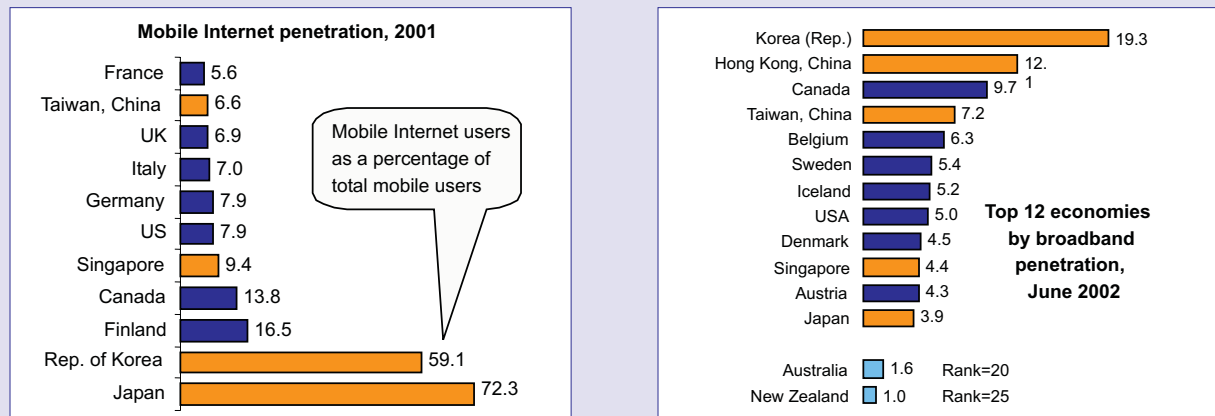 Mobile Internet penetration, 2001
France 5.6
Taiwan, China 6.6
UK 6.9
Italy 7.0
Germany 7.9
US 7.9
Singapore 9.4
Canada 13.8
Finland 16.5
Rep. of Korea 59.1
Japan 72.3
Mobile Internet users
as a percentage of
total mobile users
Korea (Rep.) 19.3
Hong Kong, China 12.
1
Canada 9.7
Taiwan, China 7.2
Belgium 6.3
Sweden 5.4
Iceland 5.2
USA 5.0
Denmark 4.5
Singapore 4.4
Austria 4.3
Japan 3.9
Top 12 economies
by broadband
penetration,
June 2002
Australia 1.6 Rank=20
New Zealand 1.0 Rank=25